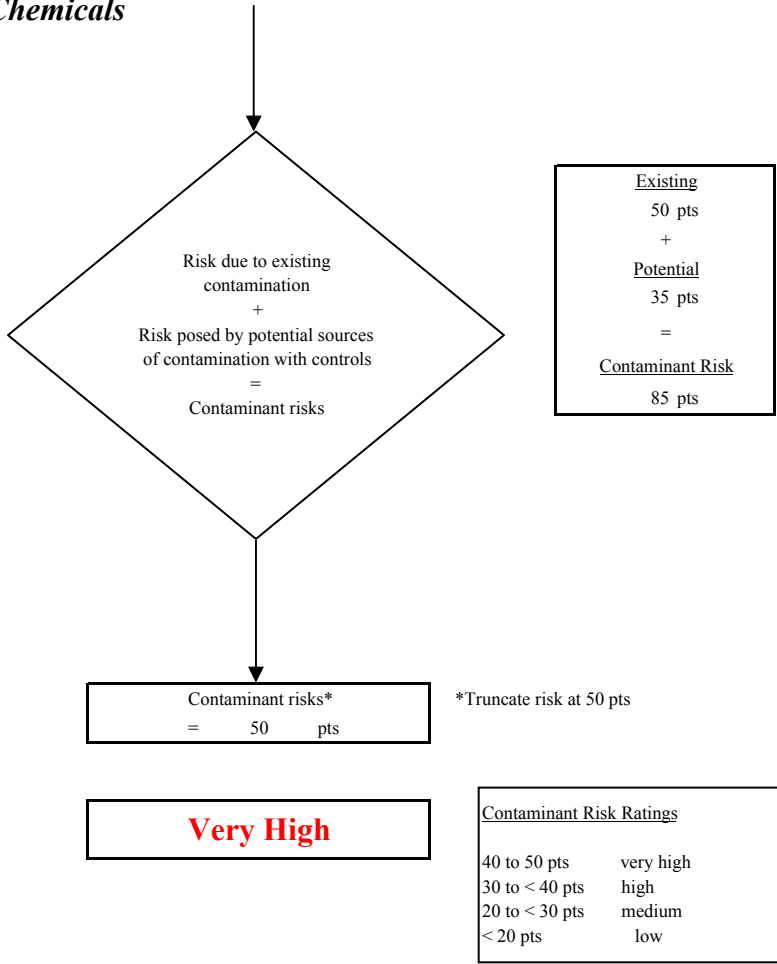 Chemicals
Risk due to existing
contamination
+
Risk posed by potential sources
of contamination with controls
=
Contaminant risks
Existing
50 pts
+
Potential
35 pts
=
Contaminant Risk
85 pts
Contaminant risks*
= 50 pts
*Truncate risk at 50 pts
Very High
Contaminant Risk Ratings
40 to 50 pts very high
30 to < 40 pts high
20 to < 30 pts medium
< 20 pts low